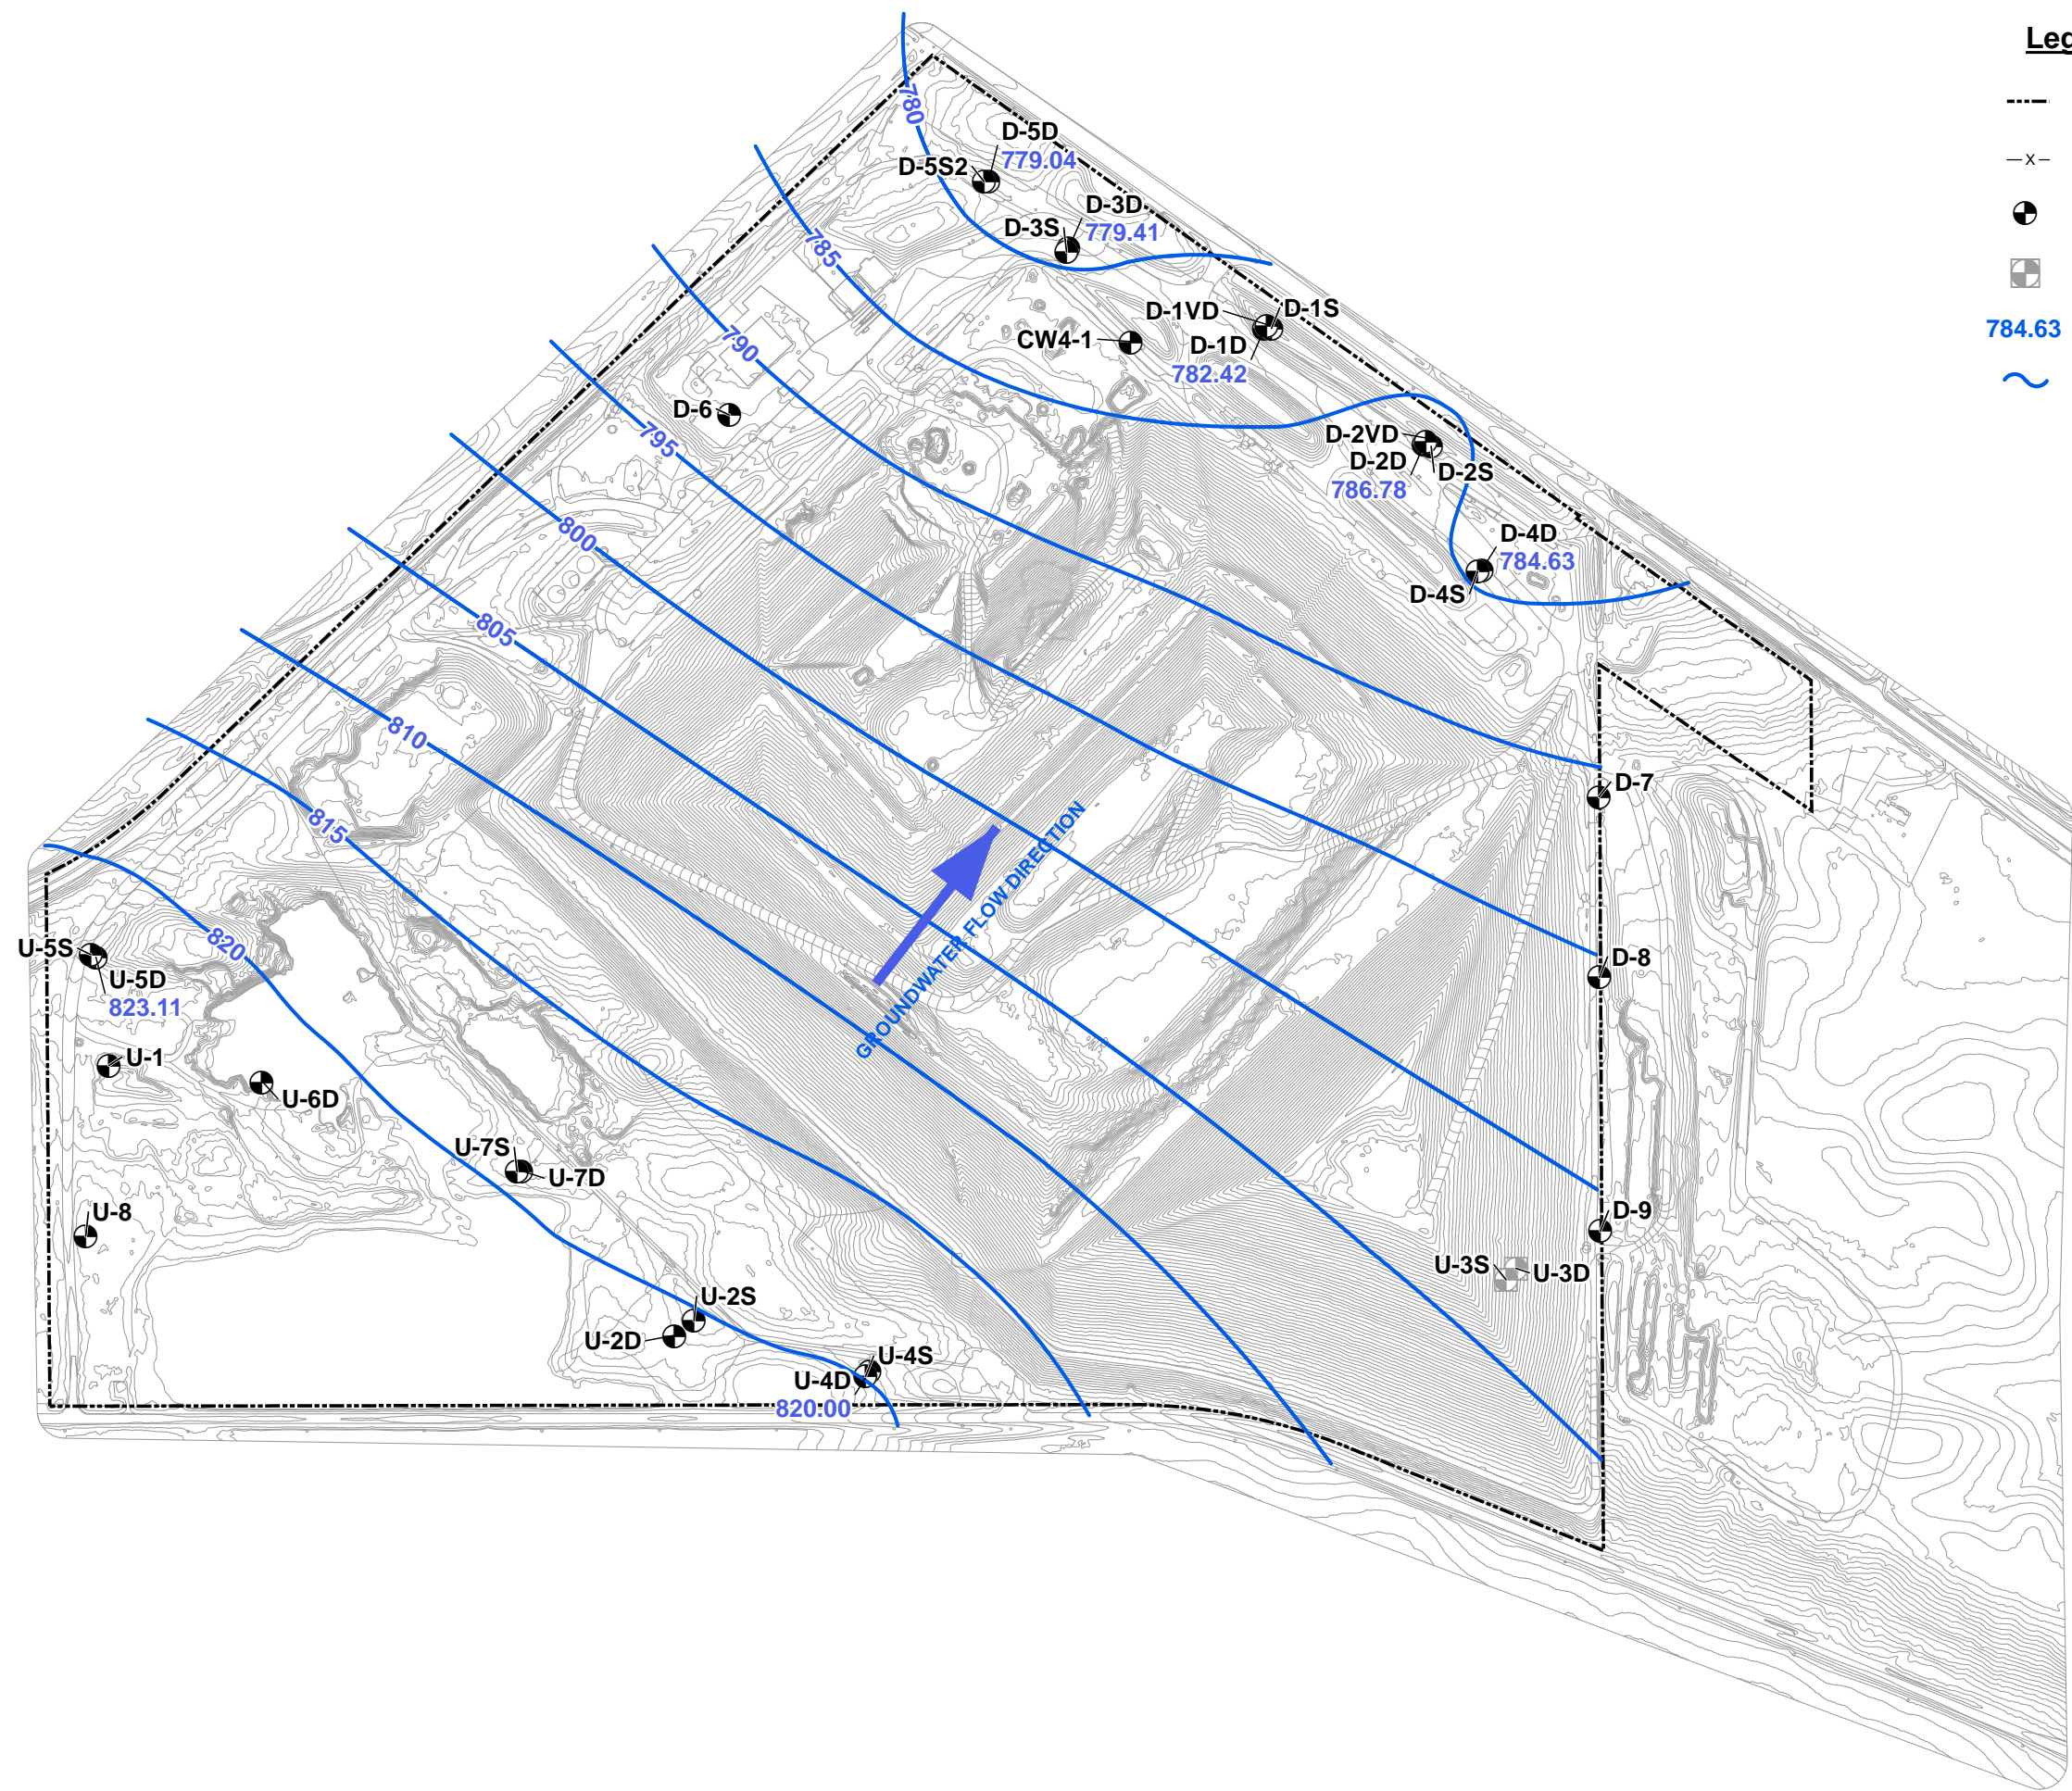 Leg
780
D-5D
779.04
D-5S2
D-3D
D-3S
779.41
785
D-1VD
D-1S
CW4-1
D-1D
782.42
784.63
790
D-6
795
D-2VD
D-2D
D-2S
786.78
800
D-4D
784.63
D-4S
805
810
D-7
815
GROUNDWATER FLOW DIRECTION
820
U-5S
U-5D
823.11
D-8
U-1
U-6D
U-7S
U-7D
U-8
D-9
U-3S
U-3D
U-2S
U-2D
U-4S
U-4D
820.00
X